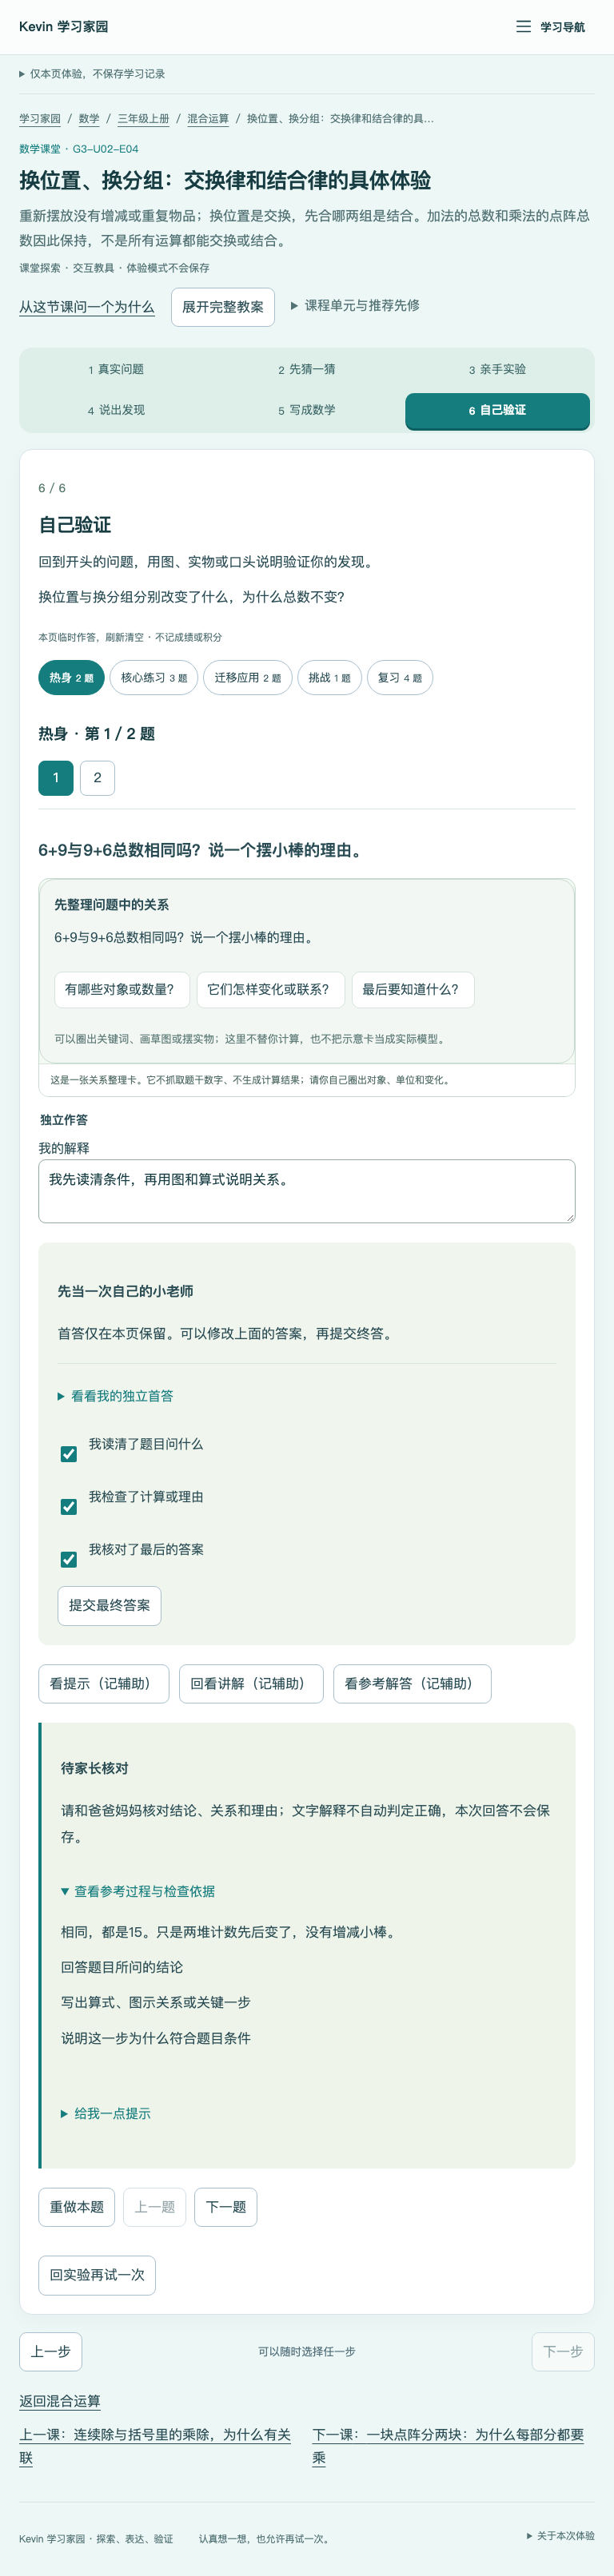 Kevin 学习家园
学习导航
仅本页体验，不保存学习记录
学习家园 / 数学 / 三年级上册 / 混合运算 / 换位置、换分组：交换律和结合律的具...
数学课堂 · G3-U02-E04
换位置、换分组：交换律和结合律的具体体验
重新摆放没有增减或重复物品；换位置是交换，先合哪两组是结合。加法的总数和乘法的点阵总
数因此保持，不是所有运算都能交换或结合。
课堂探索 · 交互教具 · 体验模式不会保存
从这节课问一个为什么
展开完整教案
课程单元与推荐先修
1 真实问题
2 先猜一猜
3 亲手实验
4 说出发现
5 写成数学
6 自己验证
6 / 6
自己验证
回到开头的问题，用图、实物或口头说明验证你的发现。
换位置与换分组分别改变了什么，为什么总数不变？
本页临时作答，刷新清空 · 不记成绩或积分
热身 2 题
核心练习 3 题
迁移应用 2 题
挑战 1 题
复习 4 题
热身 · 第 1 / 2 题
1
2
6+9与9+6总数相同吗？说一个摆小棒的理由。
先整理问题中的关系
6+9与9+6总数相同吗？说一个摆小棒的理由。
有哪些对象或数量？
它们怎样变化或联系？
最后要知道什么？
可以圈出关键词、画草图或摆实物；这里不替你计算，也不把示意卡当成实际模型。
这是一张关系整理卡。它不抓取题干数字、不生成计算结果；请你自己圈出对象、单位和变化。
独立作答
我的解释
我先读清条件，再用图和算式说明关系。
先当一次自己的小老师
首答仅在本页保留。可以修改上面的答案，再提交终答。
看看我的独立首答
我读清了题目问什么
我检查了计算或理由
我核对了最后的答案
提交最终答案
看提示（记辅助）
回看讲解（记辅助）
看参考解答（记辅助）
待家长核对
请和爸爸妈妈核对结论、关系和理由；文字解释不自动判定正确，本次回答不会保
存。
查看参考过程与检查依据
相同，都是15。只是两堆计数先后变了，没有增减小棒。
回答题目所问的结论
写出算式、图示关系或关键一步
说明这一步为什么符合题目条件
给我一点提示
重做本题
上一题
下一题
回实验再试一次
上一步
可以随时选择任一步
下一步
返回混合运算
上一课：连续除与括号里的乘除，为什么有关
联
下一课：一块点阵分两块：为什么每部分都要
乘
Kevin 学习家园 · 探索、表达、验证
认真想一想，也允许再试一次。
关于本次体验